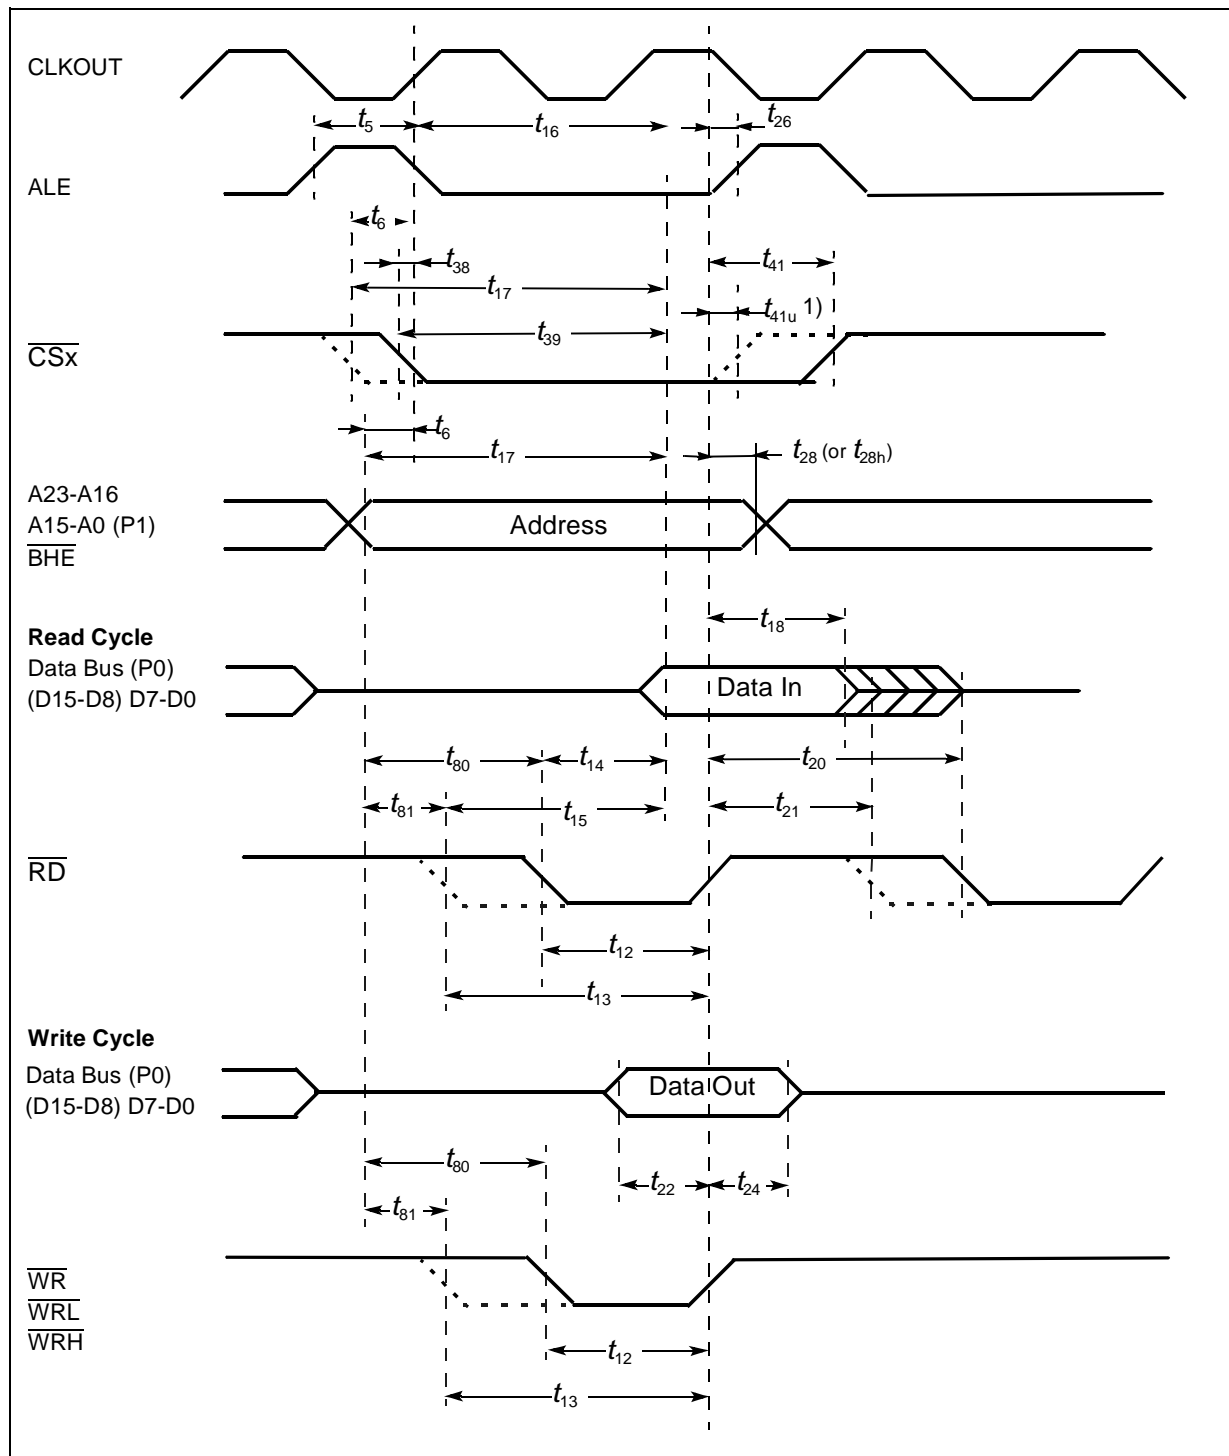 CLKOUT
t5
t16
t26
ALE
t6
t38
t41
t17
t41u 1)
t39
CSx
t6
t17
t28 (or t28h)
A23-A16
A15-A0 (P1)
Address
BHE
t18
Read Cycle
Data Bus (P0)
Data In
(D15-D8) D7-D0
t80
t14
t20
t81
t15
t21
RD
t12
t13
Write Cycle
Data Bus (P0)
Data Out
(D15-D8) D7-D0
t80
t22
t24
t81
WR
WRL
WRH
t12
t13